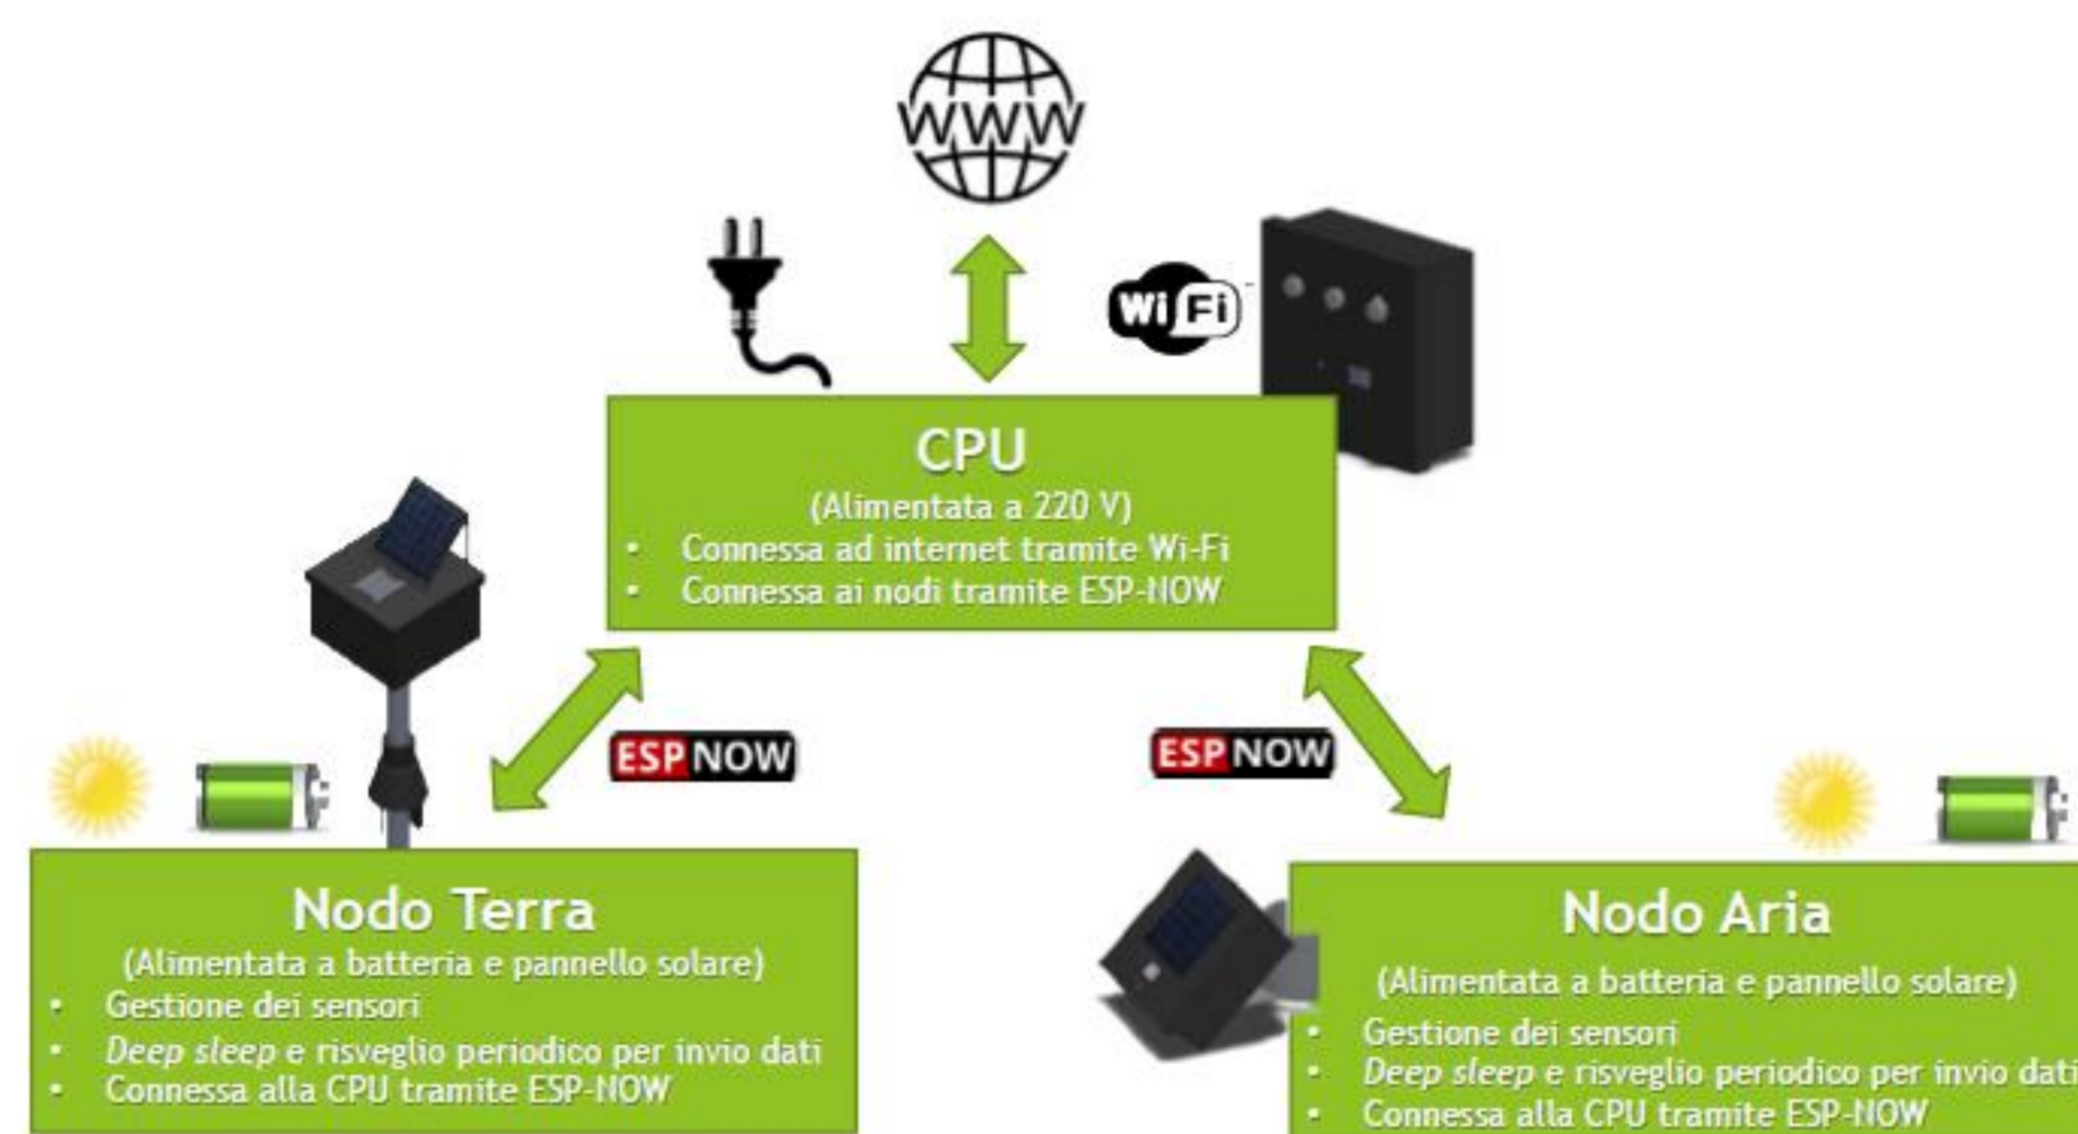 WWW
Wi Fi
CPU
(Alimentata a 220 V)
• Connessa ad internet tramite Wi-Fi
• Connessa ai nodi tramite ESP-NOW
ESP NOW
ESP NOW
Nodo Terra
(Alimentata a batteria e pannello solare)
• Gestione dei sensori
• Deep sleep e risveglio periodico per invio dati
• Connessa alla CPU tramite ESP-NOW
Nodo Aria
(Alimentata a batteria e pannello solare)
• Gestione dei sensori
• Deep sleep e risveglio periodico per invio dati
• Connessa alla CPU tramite ESP-NOW